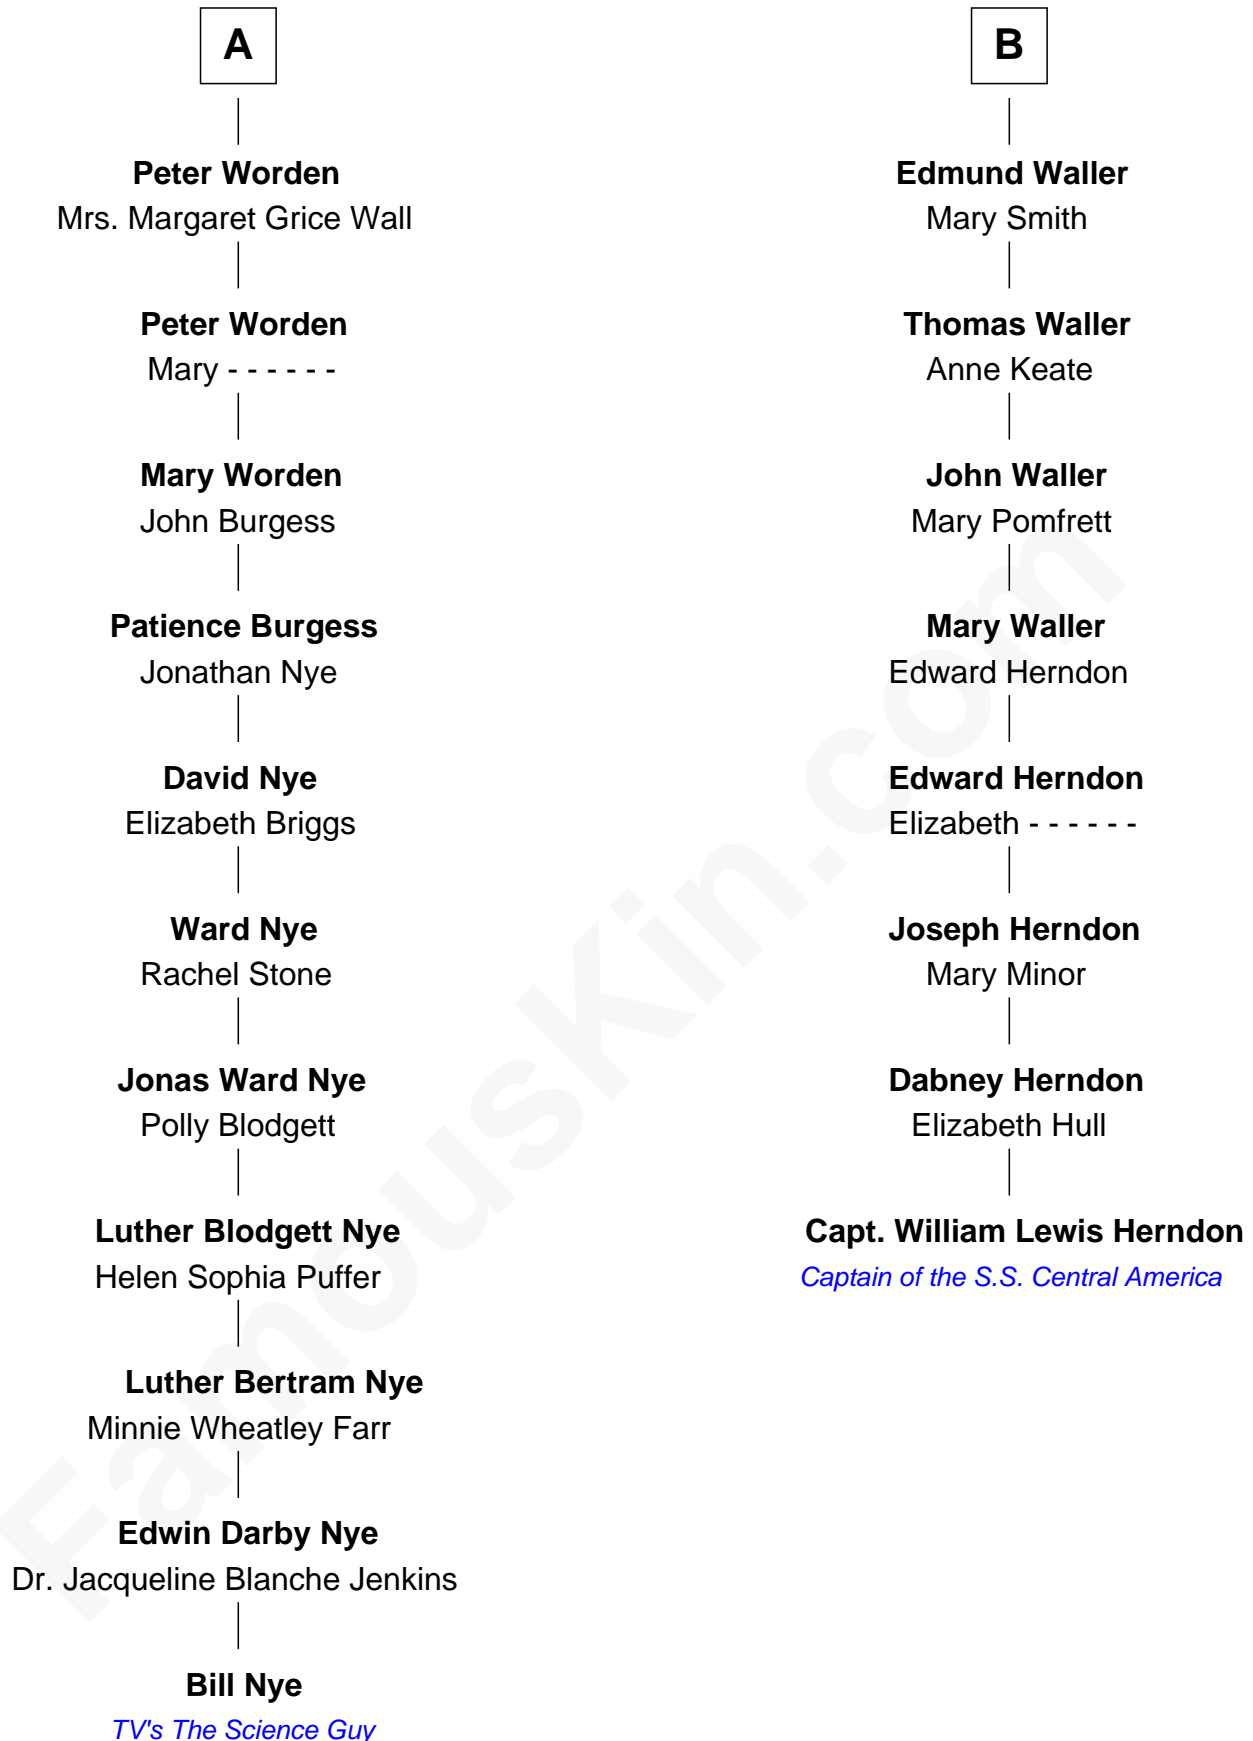 A
Peter Worden
Mrs. Margaret Grice Wall
Peter Worden
Mary - - - - - -
Mary Worden
John Burgess
Patience Burgess
Jonathan Nye
David Nye
Elizabeth Briggs
Ward Nye
Rachel Stone
Jonas Ward Nye
Polly Blodgett
Luther Blodgett Nye
Helen Sophia Puffer
Luther Bertram Nye
Minnie Wheatley Farr
Edwin Darby Nye
Dr. Jacqueline Blanche Jenkins
Bill Nye
TV's The Science Guy
B
Edmund Waller
Mary Smith
Thomas Waller
Anne Keate
John Waller
Mary Pomfrett
Mary Waller
Edward Herndon
Edward Herndon
Elizabeth - - - - - -
Joseph Herndon
Mary Minor
Dabney Herndon
Elizabeth Hull
Capt. William Lewis Herndon
Captain of the S.S. Central America
FamousKin.com